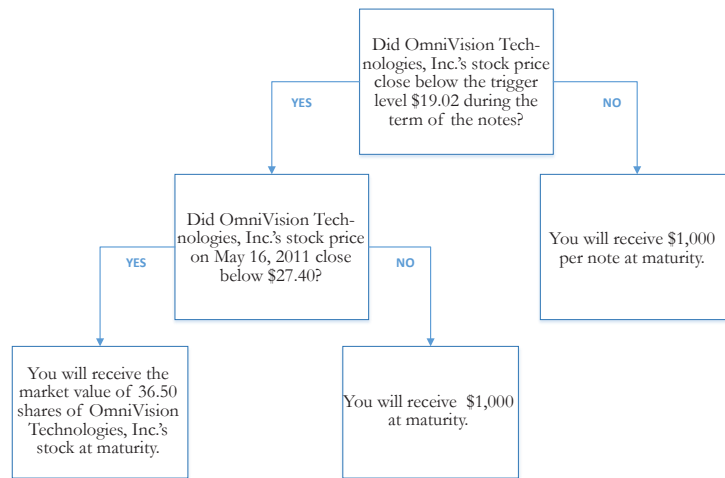 Did OmniVision Tech-
nologies, Inc.'s stock price
close below the trigger
level $19.02 during the
term of the notes?
YES
NO
Did OmniVision Tech-
nologies, Inc.'s stock price
on May 16, 2011 close
below $27.40?
You will receive $1,000
per note at maturity.
YES
NO
You will receive the
market value of 36.50
shares of OmniVision
Technologies, Inc.'s
stock at maturity.
You will receive $1,000
at maturity.